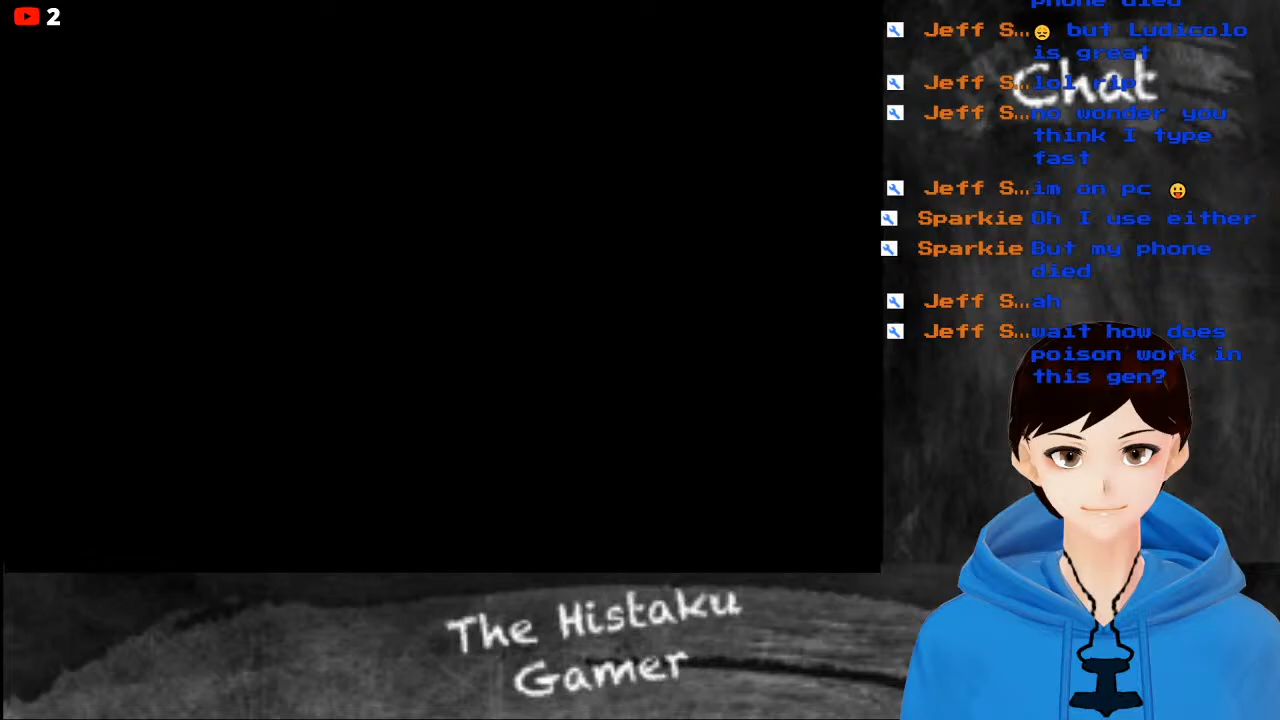 2
phone died
Jeff S...😔 but Ludicolo
is great
Chat
Jeff S...lol rip
Jeff S...no wonder you
think I type
fast
Jeff S...im on pc 😛
Sparkie Oh I use either
Sparkie But my phone
died
Jeff S...ah
Jeff S...wait how does
poison work in
this gen?
The Histaku
Gamer